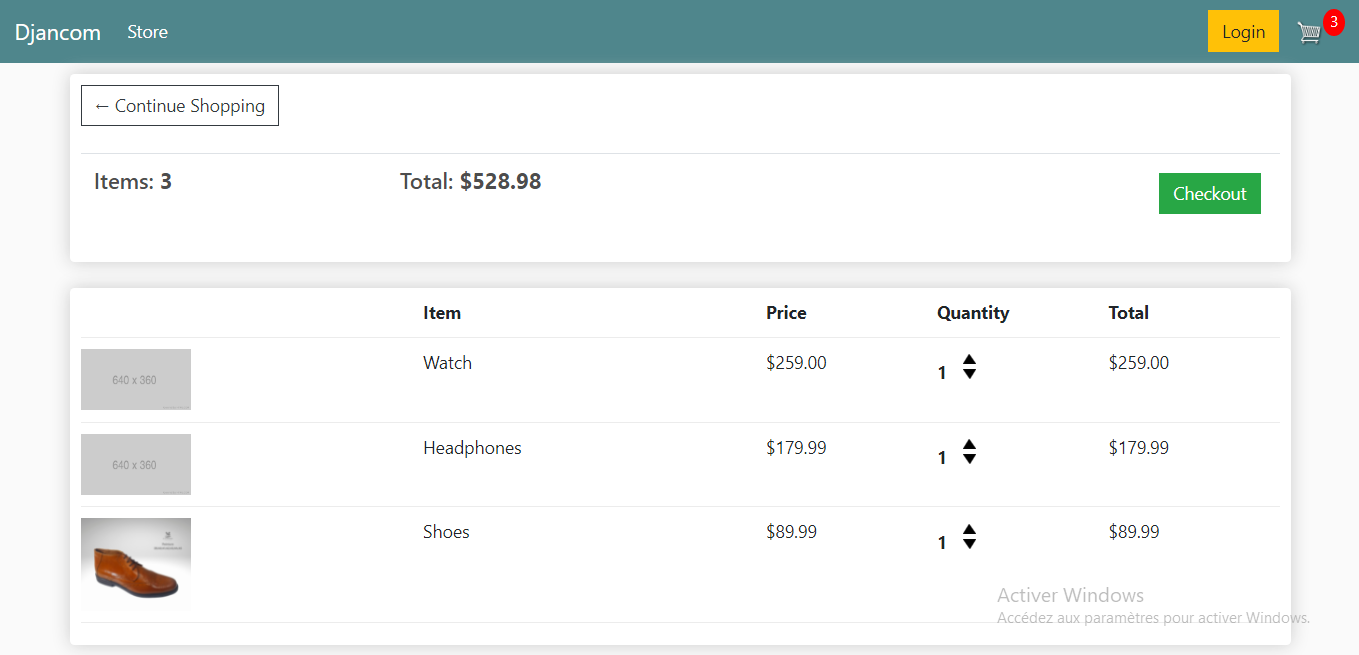 Djancom Store Login 3
← Continue Shopping
Items: 3 Total: $528.98 Checkout
Item Price Quantity Total
640 x 360 Watch $259.00 1 $259.00
640 x 360 Headphones $179.99 1 $179.99
Shoes $89.99 1 $89.99
Activer Windows
Accédez aux paramètres pour activer Windows.